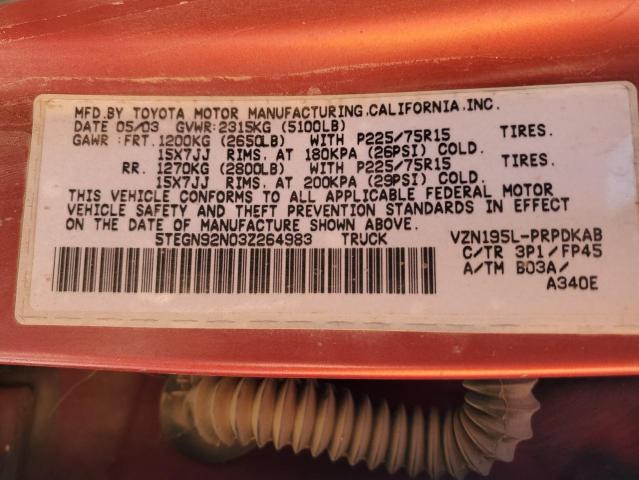 MFD.BY TOYOTA MOTOR MANUFACTURING,CALIFORNIA,INC.
DATE 05/03 GVWR:2315KG (5100LB)
GAWR:FRT.1200KG (2650LB) WITH P225/75R15 TIRES.
15X7JJ RIMS, AT 180KPA (26PSI) COLD.
RR. 1270KG (2800LB) WITH P225/75R15 TIRES.
15X7JJ RIMS, AT 200KPA (29PSI) COLD.
THIS VEHICLE CONFORMS TO ALL APPLICABLE FEDERAL MOTOR
VEHICLE SAFETY AND THEFT PREVENTION STANDARDS IN EFFECT
ON THE DATE OF MANUFACTURE SHOWN ABOVE.
5TEGN92N03Z264983 TRUCK VZN195L-PRPDKAB
C/TR 3P1/FP45
A/TM B03A/
A340E